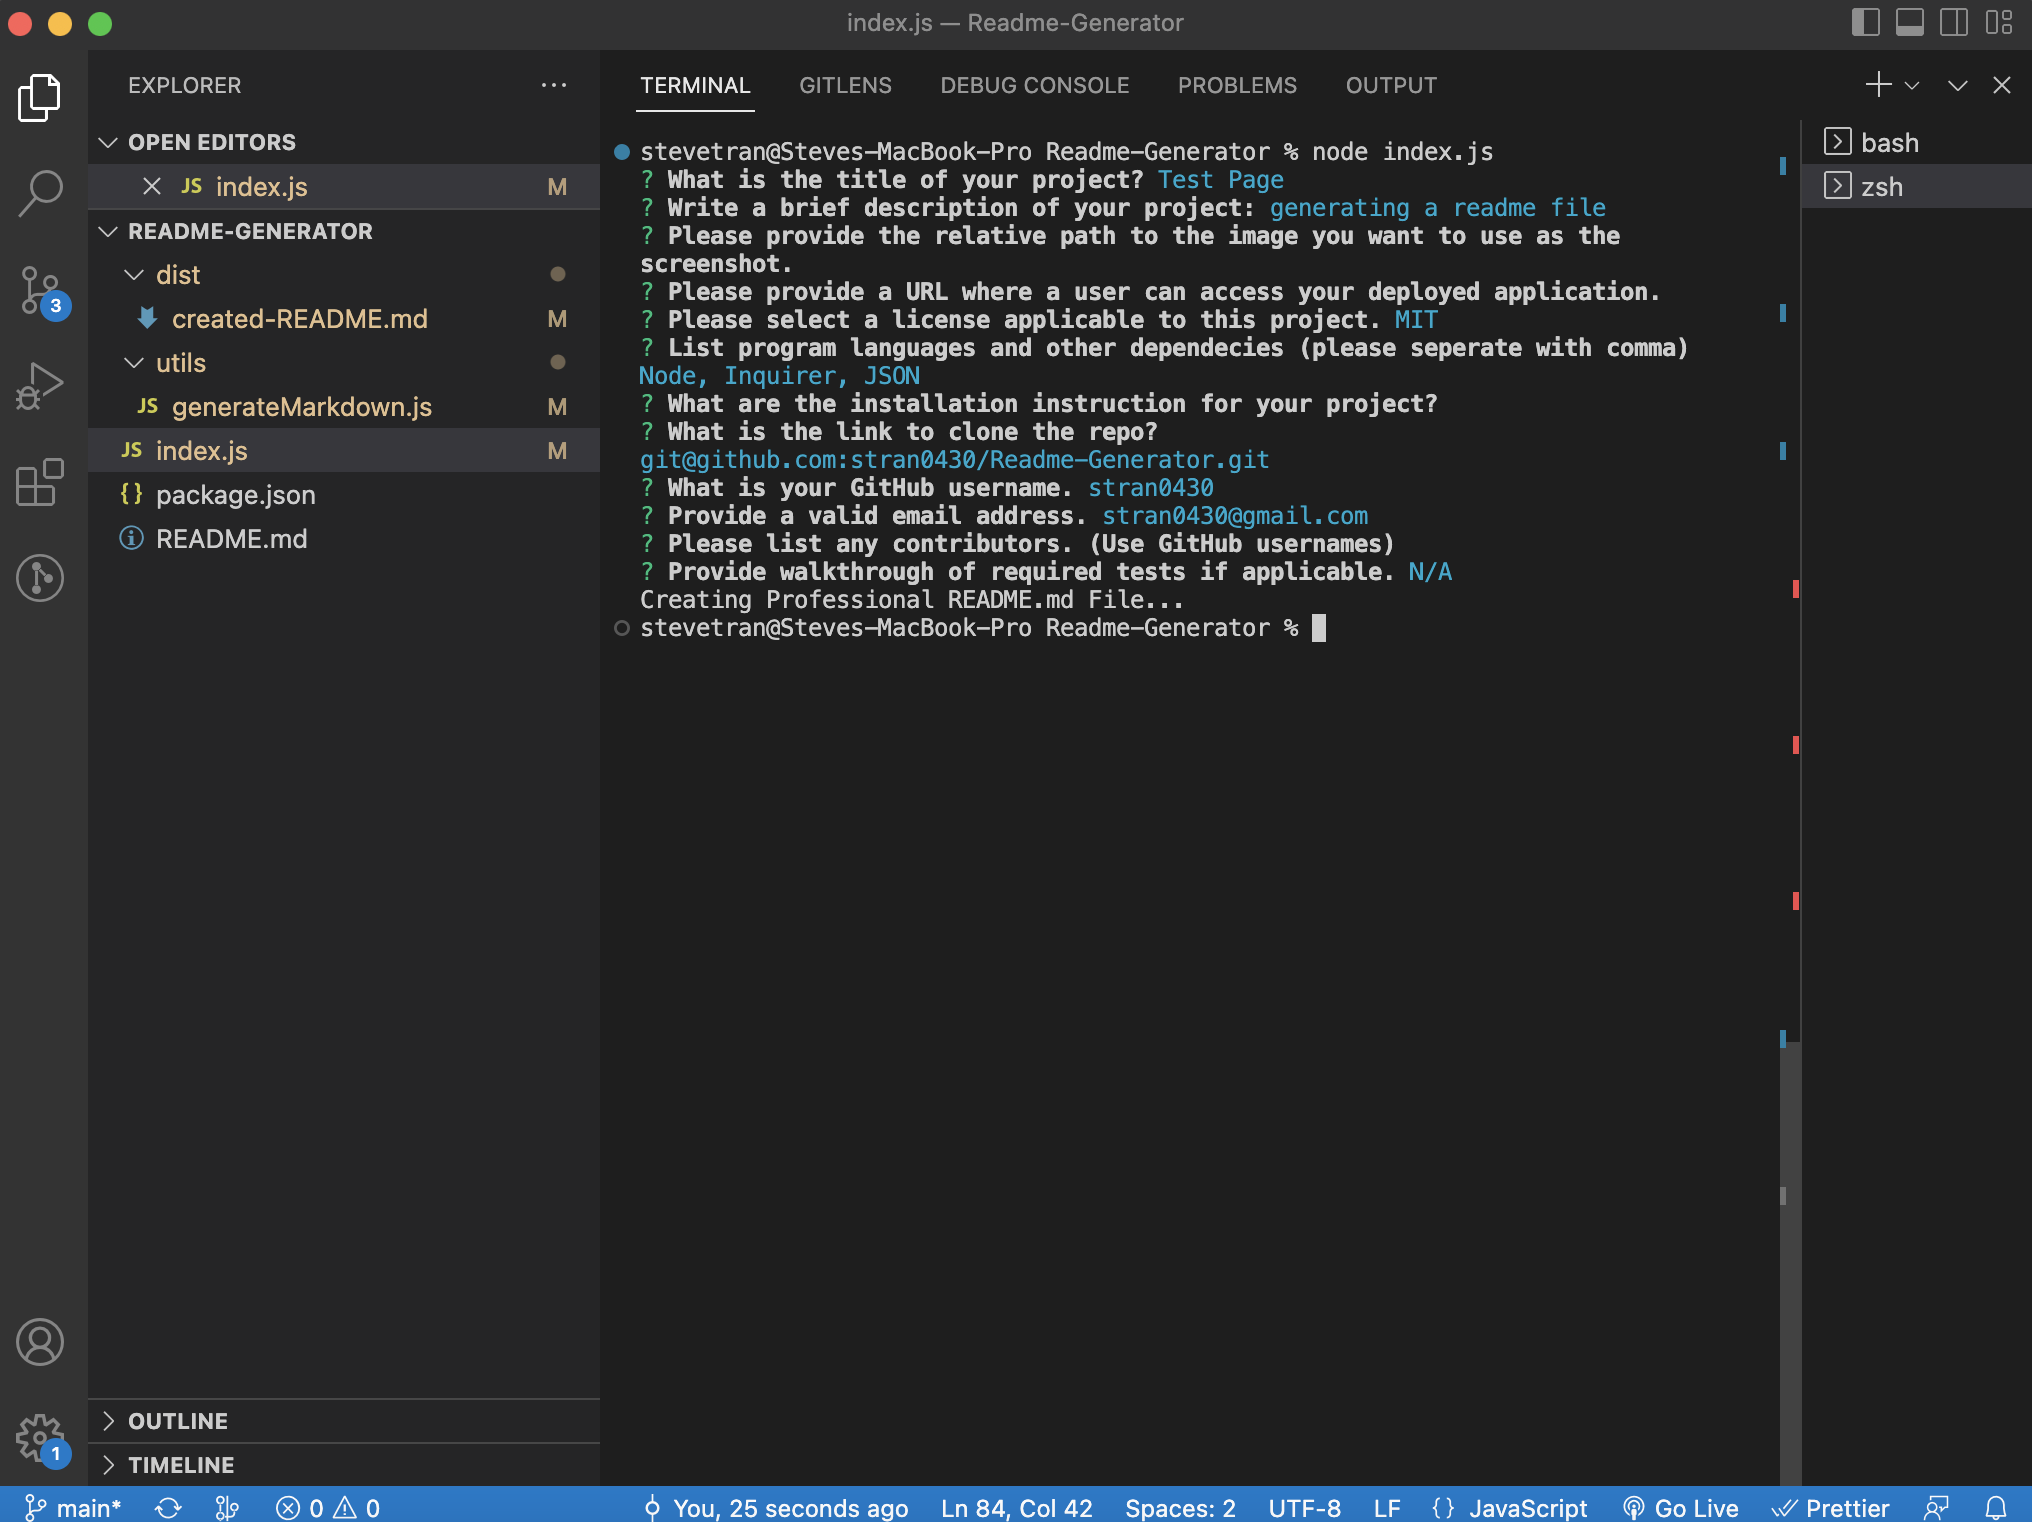 index.js — Readme-Generator
EXPLORER
OPEN EDITORS
JS index.js M
README-GENERATOR
dist
created-README.md M
utils
JS generateMarkdown.js M
JS index.js M
{} package.json
README.md
OUTLINE
TIMELINE
3
1
TERMINAL GITLENS DEBUG CONSOLE PROBLEMS OUTPUT
stevetran@Steves-MacBook-Pro Readme-Generator % node index.js
? What is the title of your project? Test Page
? Write a brief description of your project: generating a readme file
? Please provide the relative path to the image you want to use as the
screenshot.
? Please provide a URL where a user can access your deployed application.
? Please select a license applicable to this project. MIT
? List program languages and other dependecies (please seperate with comma)
Node, Inquirer, JSON
? What are the installation instruction for your project?
? What is the link to clone the repo?
git@github.com:stran0430/Readme-Generator.git
? What is your GitHub username. stran0430
? Provide a valid email address. stran0430@gmail.com
? Please list any contributors. (Use GitHub usernames)
? Provide walkthrough of required tests if applicable. N/A
Creating Professional README.md File...
stevetran@Steves-MacBook-Pro Readme-Generator %
bash
zsh
main* 0 0 You, 25 seconds ago Ln 84, Col 42 Spaces: 2 UTF-8 LF {} JavaScript Go Live Prettier